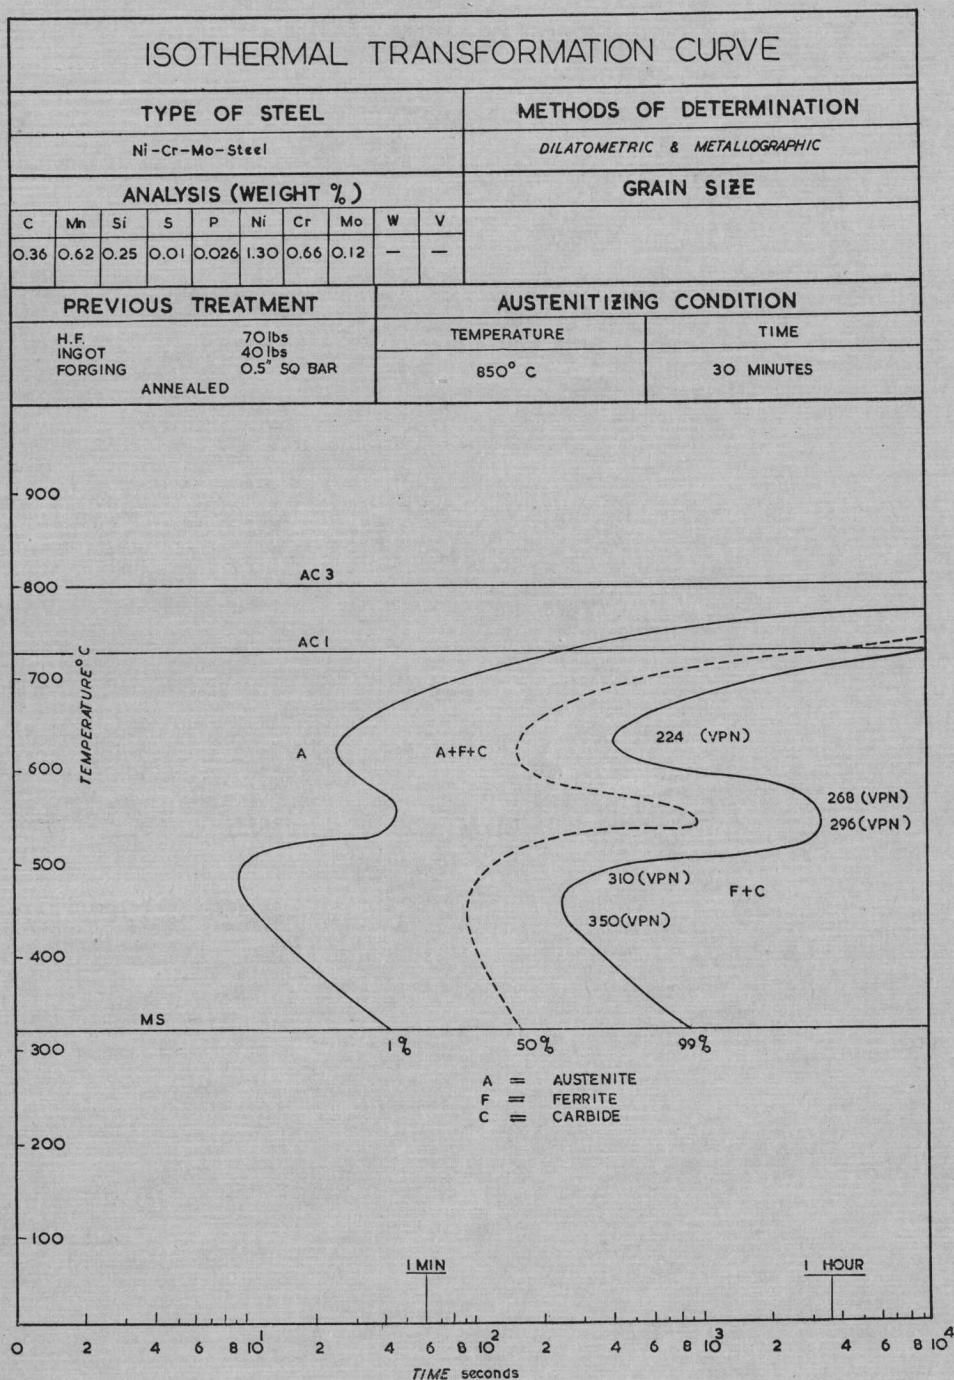 ISOTHERMAL TRANSFORMATION CURVE
TYPE OF STEEL
METHODS OF DETERMINATION
Ni-Cr-Mo-Steel
DILATOMETRIC & METALLOGRAPHIC
ANALYSIS (WEIGHT %)
GRAIN SIZE
C Mn Si S P Ni Cr Mo W V
0.36 0.62 0.25 0.01 0.026 1.30 0.66 0.12 — —
PREVIOUS TREATMENT
AUSTENITIZING CONDITION
H.F. 70 lbs
INGOT 40 lbs
FORGING 0.5" SQ BAR
ANNEALED
TEMPERATURE
TIME
850° C
30 MINUTES
900
AC 3
800
AC 1
700
TEMPERATURE °C
A
A+F+C
224 (VPN)
600
268 (VPN)
296 (VPN)
500
310 (VPN)
F+C
350 (VPN)
400
MS
300
1%
50%
99%
A = AUSTENITE
F = FERRITE
C = CARBIDE
200
100
1 MIN
1 HOUR
0 2 4 6 8 10¹ 2 4 6 8 10² 2 4 6 8 10³ 2 4 6 8 10⁴
TIME seconds